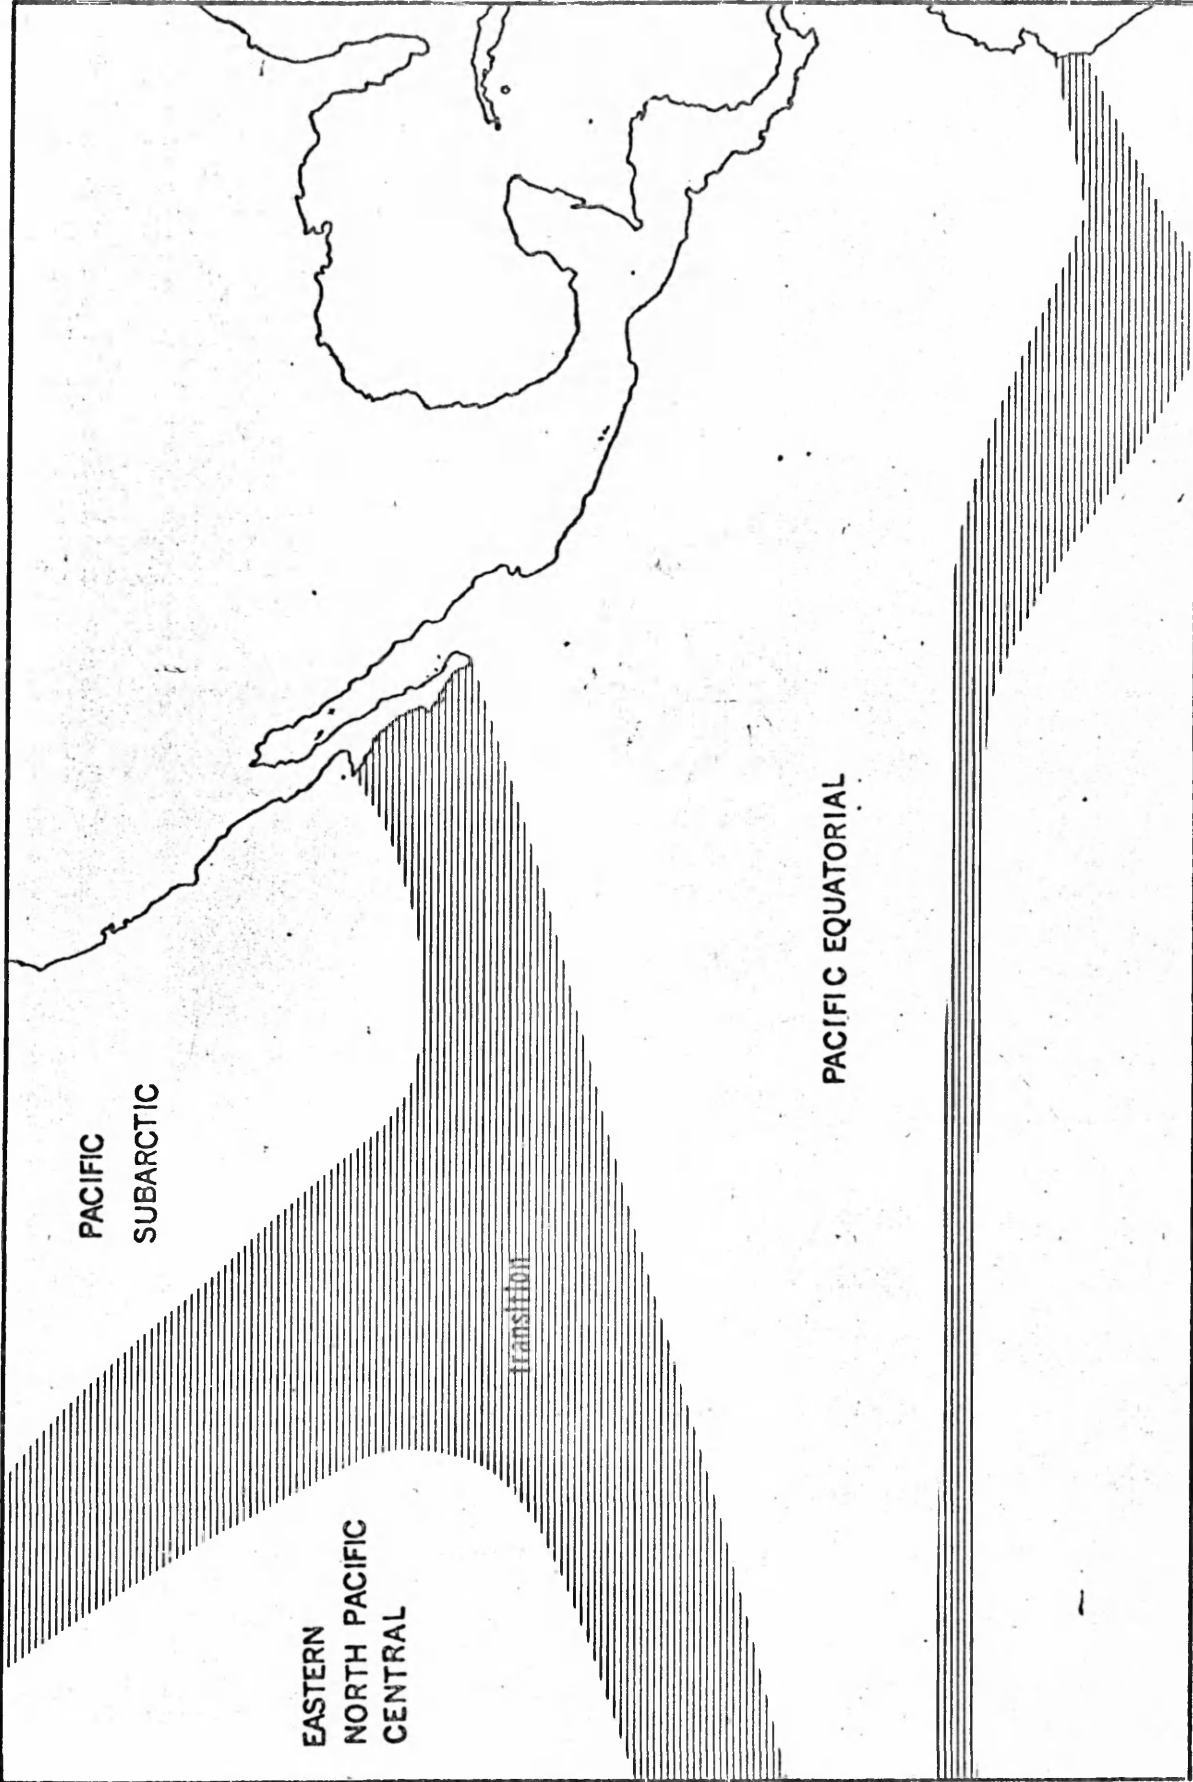 PACIFIC
SUBARCTIC
EASTERN
NORTH PACIFIC
CENTRAL
transition
PACIFIC EQUATORIAL